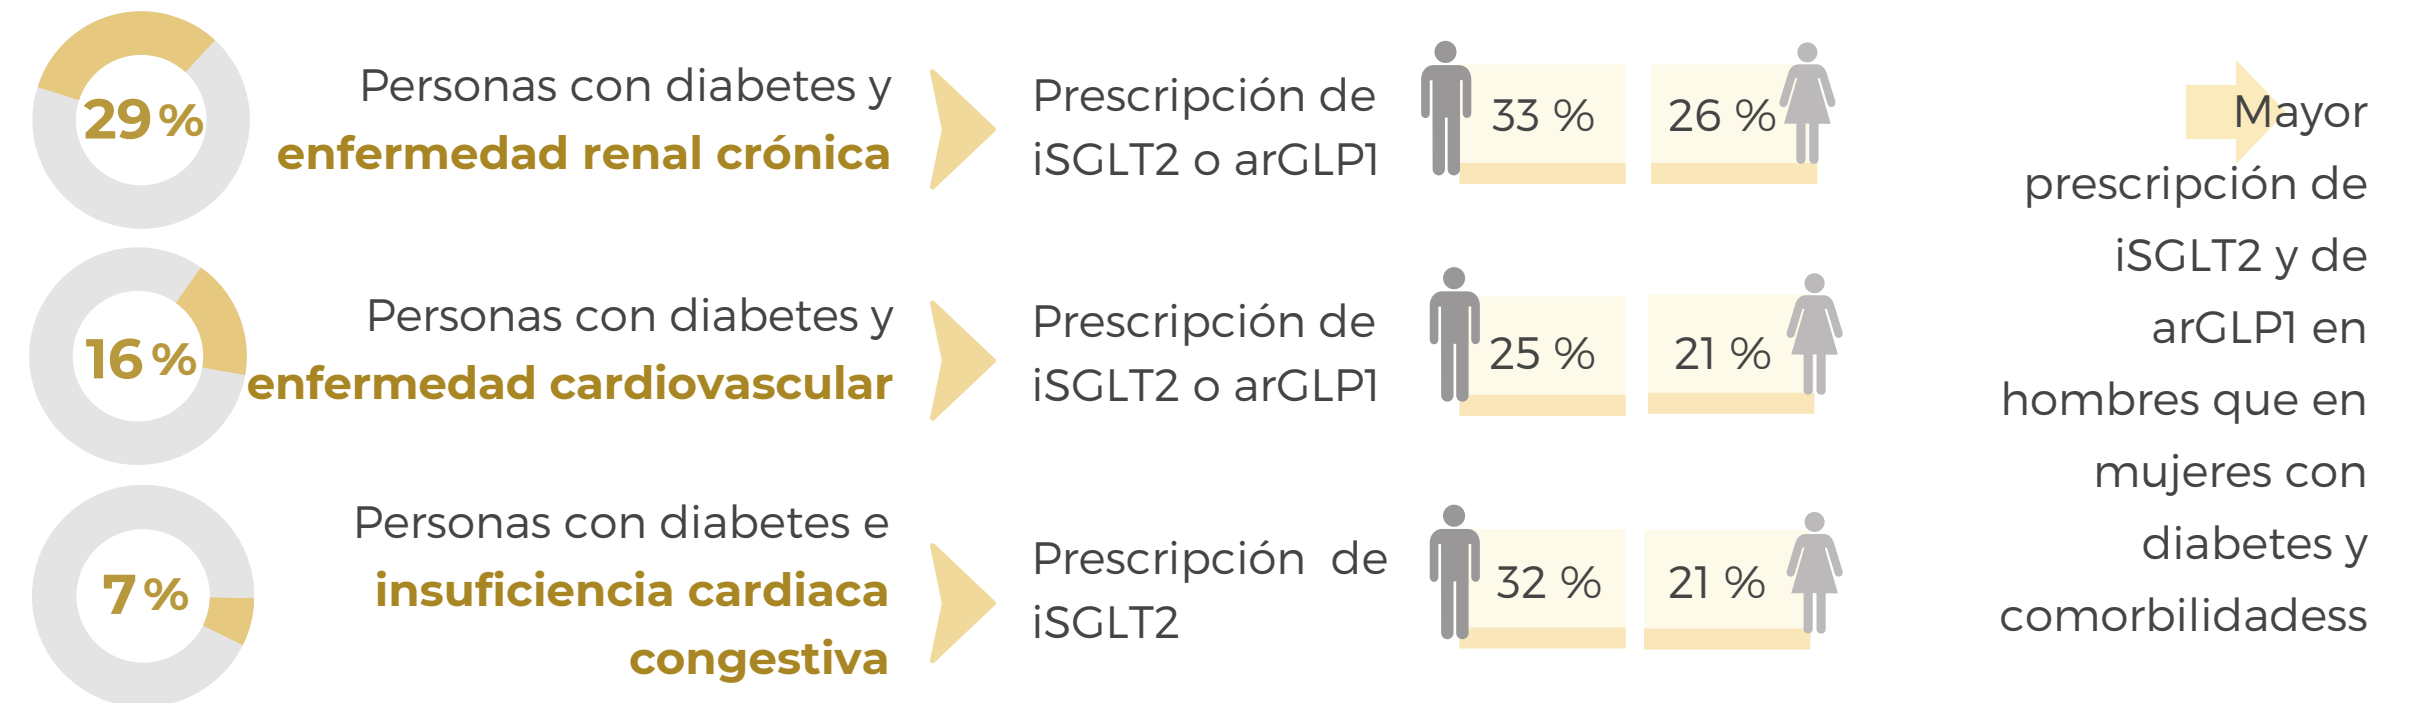 29 %
Personas con diabetes y
enfermedad renal crónica
Prescripción de
iSGLT2 o arGLP1
33 %
26 %
16 %
Personas con diabetes y
enfermedad cardiovascular
Prescripción de
iSGLT2 o arGLP1
25 %
21 %
7 %
Personas con diabetes e
insuficiencia cardiaca
congestiva
Prescripción de
iSGLT2
32 %
21 %
Mayor
prescripción de
iSGLT2 y de
arGLP1 en
hombres que en
mujeres con
diabetes y
comorbilidadess